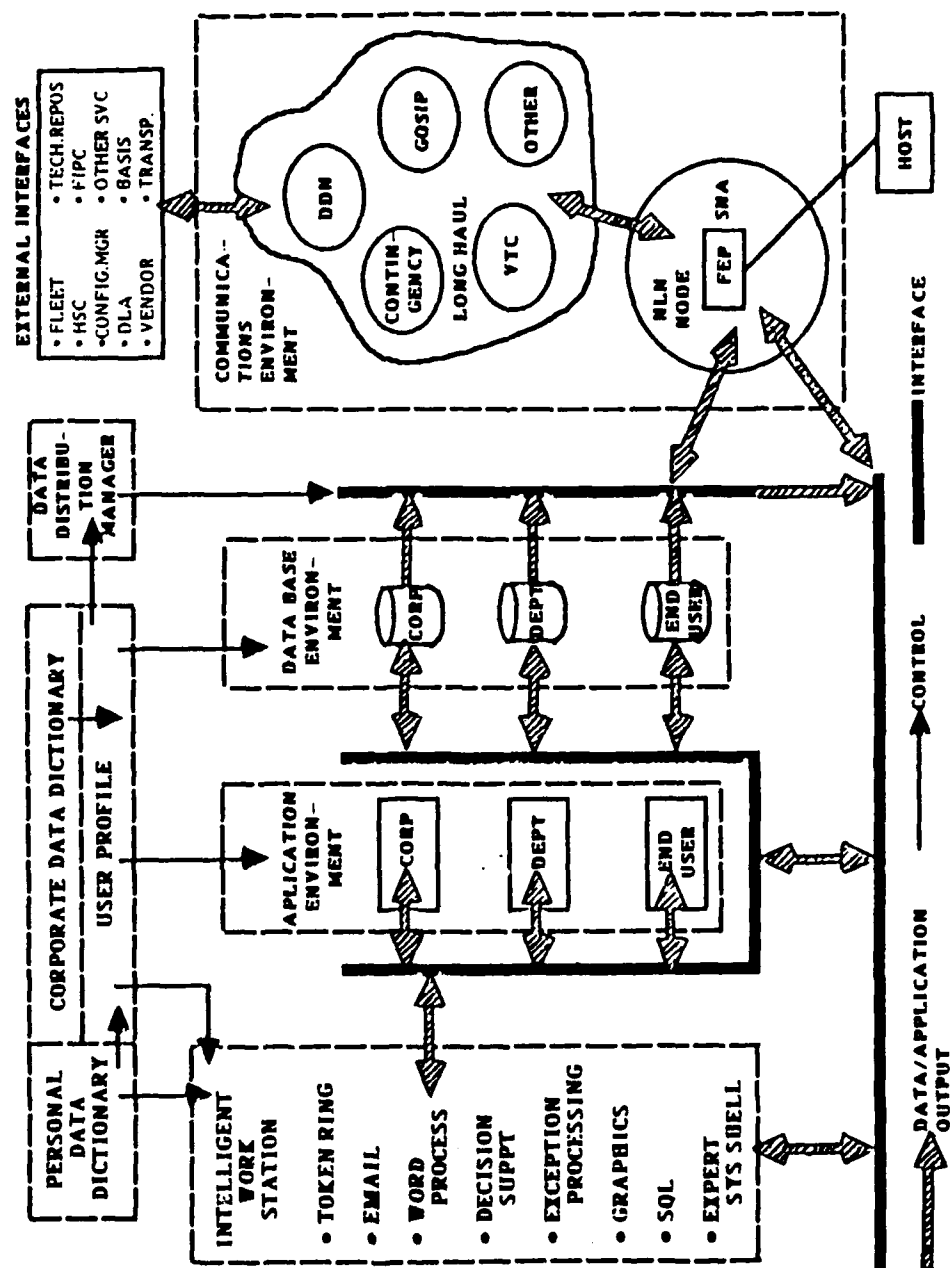 PERSONAL
DATA
DICTIONARY
CORPORATE DATA DICTIONARY
USER PROFILE
DATA
DISTRIBU-
TION
MANAGER
EXTERNAL INTERFACES
• FLEET
• HSC
•CONFIG.MGR
• DLA
• VENDOR
• TECH.REPOS
• FIPC
• OTHER SVC
• BASIS
• TRANSP.
INTELLIGENT
WORK
STATION
• TOKEN RING
• EMAIL
• WORD
PROCESS
• DECISION
SUPPT
• EXCEPTION
PROCESSING
• GRAPHICS
• SQL
• EXPERT
SYS SUELL
APLICATION
ENVIRON-
MENT
CORP
DEPT
END
USER
DATA BASE
ENVIRON-
MENT
CORP
DEPT
END
USER
COMMUNICA-
TIONS
ENVIRON-
MENT
DDN
CONTIN-
GENCY
GOSIP
LONG HAUL
VTC
OTHER
NLN
NODE
SNA
FEP
HOST
DATA/APPLICATION
OUTPUT
CONTROL
INTERFACE